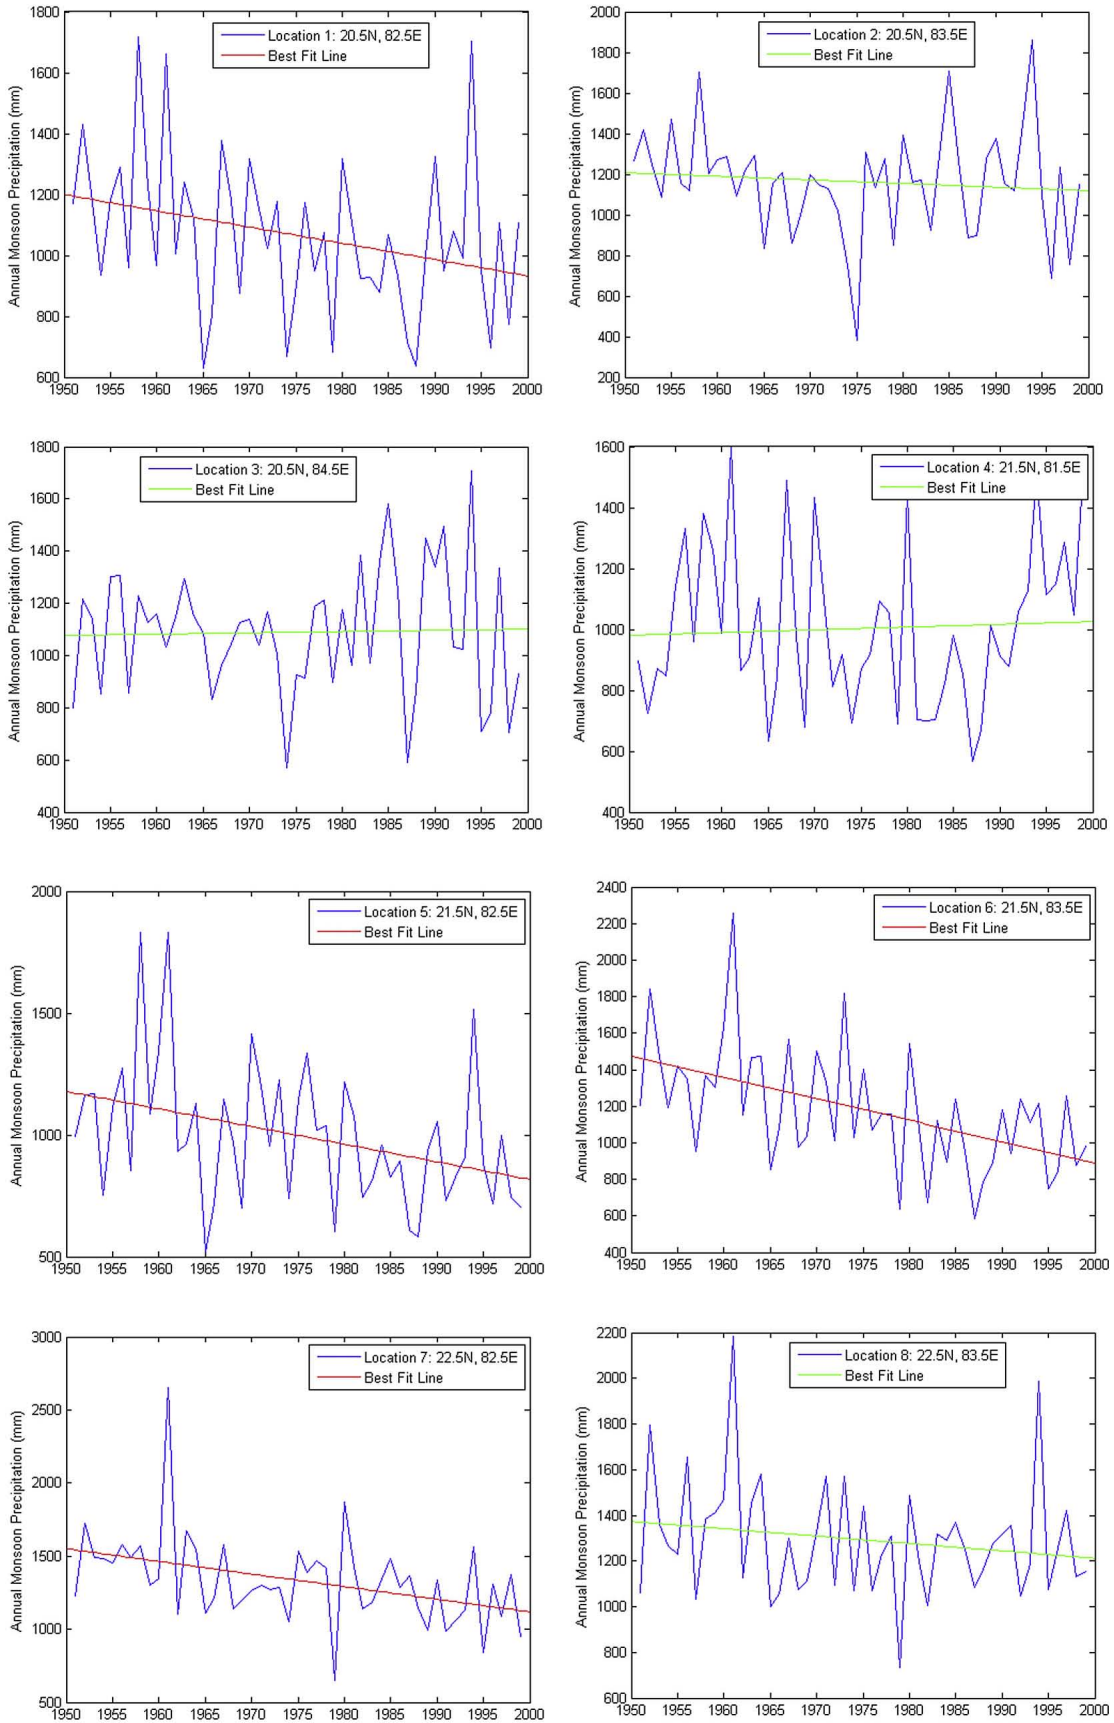 Location 1: 20.5N, 82.5E
Best Fit Line
Annual Monsoon Precipitation (mm)
1800
1600
1400
1200
1000
800
600
1950 1955 1960 1965 1970 1975 1980 1985 1990 1995 2000
Location 2: 20.5N, 83.5E
Best Fit Line
Annual Monsoon Precipitation (mm)
2000
1800
1600
1400
1200
1000
800
600
400
200
1950 1955 1960 1965 1970 1975 1980 1985 1990 1995 2000
Location 3: 20.5N, 84.5E
Best Fit Line
Annual Monsoon Precipitation (mm)
1800
1600
1400
1200
1000
800
600
400
1950 1955 1960 1965 1970 1975 1980 1985 1990 1995 2000
Location 4: 21.5N, 81.5E
Best Fit Line
Annual Monsoon Precipitation (mm)
1600
1400
1200
1000
800
600
400
1950 1955 1960 1965 1970 1975 1980 1985 1990 1995 2000
Location 5: 21.5N, 82.5E
Best Fit Line
Annual Monsoon Precipitation (mm)
2000
1500
1000
500
1950 1955 1960 1965 1970 1975 1980 1985 1990 1995 2000
Location 6: 21.5N, 83.5E
Best Fit Line
Annual Monsoon Precipitation (mm)
2400
2200
2000
1800
1600
1400
1200
1000
800
600
400
1950 1955 1960 1965 1970 1975 1980 1985 1990 1995 2000
Location 7: 22.5N, 82.5E
Best Fit Line
Annual Monsoon Precipitation (mm)
3000
2500
2000
1500
1000
500
1950 1955 1960 1965 1970 1975 1980 1985 1990 1995 2000
Location 8: 22.5N, 83.5E
Best Fit Line
Annual Monsoon Precipitation (mm)
2200
2000
1800
1600
1400
1200
1000
800
600
1950 1955 1960 1965 1970 1975 1980 1985 1990 1995 2000